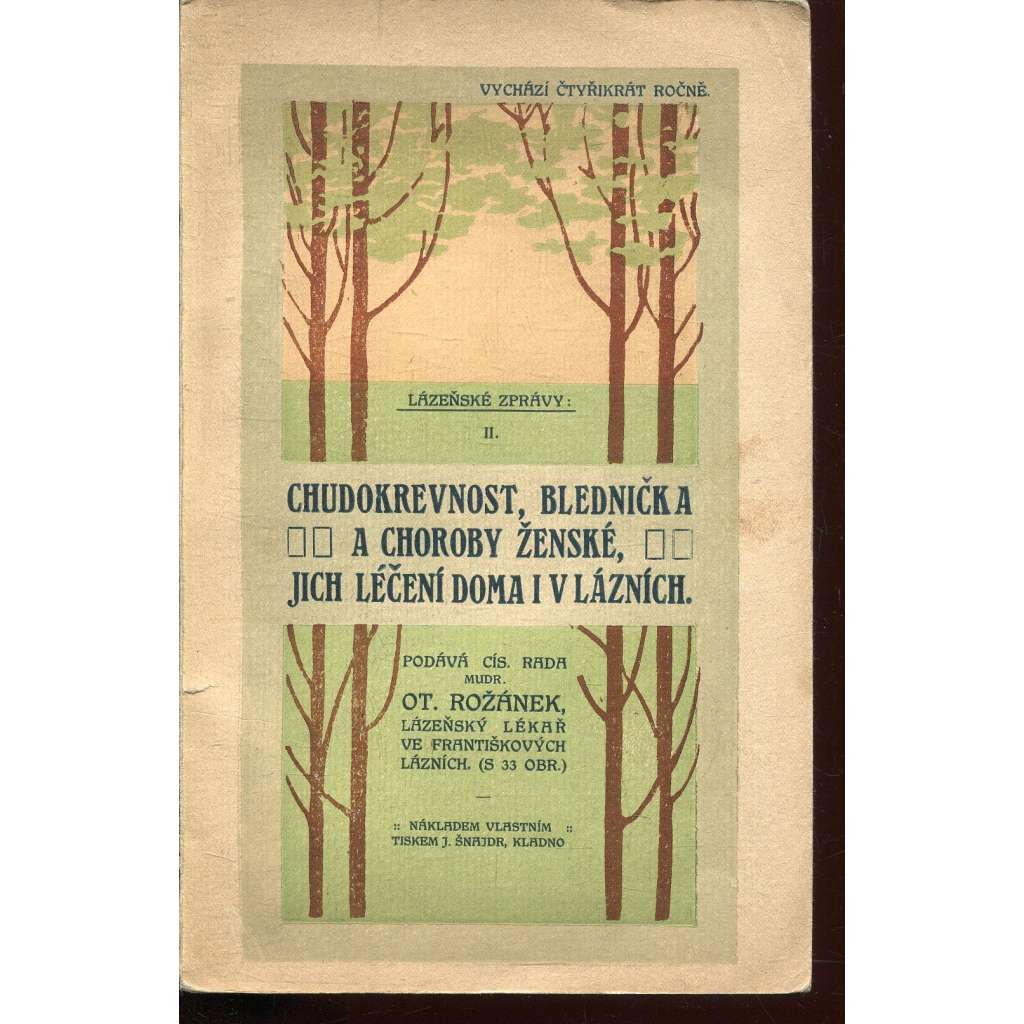 VYCHÁZÍ ČTYŘIKRÁT ROČNĚ.
LÁZEŇSKÉ ZPRÁVY:
II.
CHUDOKREVNOST, BLEDNIČKA
A CHOROBY ŽENSKÉ,
JICH LÉČENÍ DOMA I V LÁZNÍCH.
PODÁVÁ CÍS. RADA
MUDR.
OT. ROŽÁNEK,
LÁZEŇSKÝ LÉKAŘ
VE FRANTIŠKOVÝCH
LÁZNÍCH. (S 33 OBR.)
—
:: NÁKLADEM VLASTNÍM ::
TISKEM J. ŠNAJDR, KLADNO